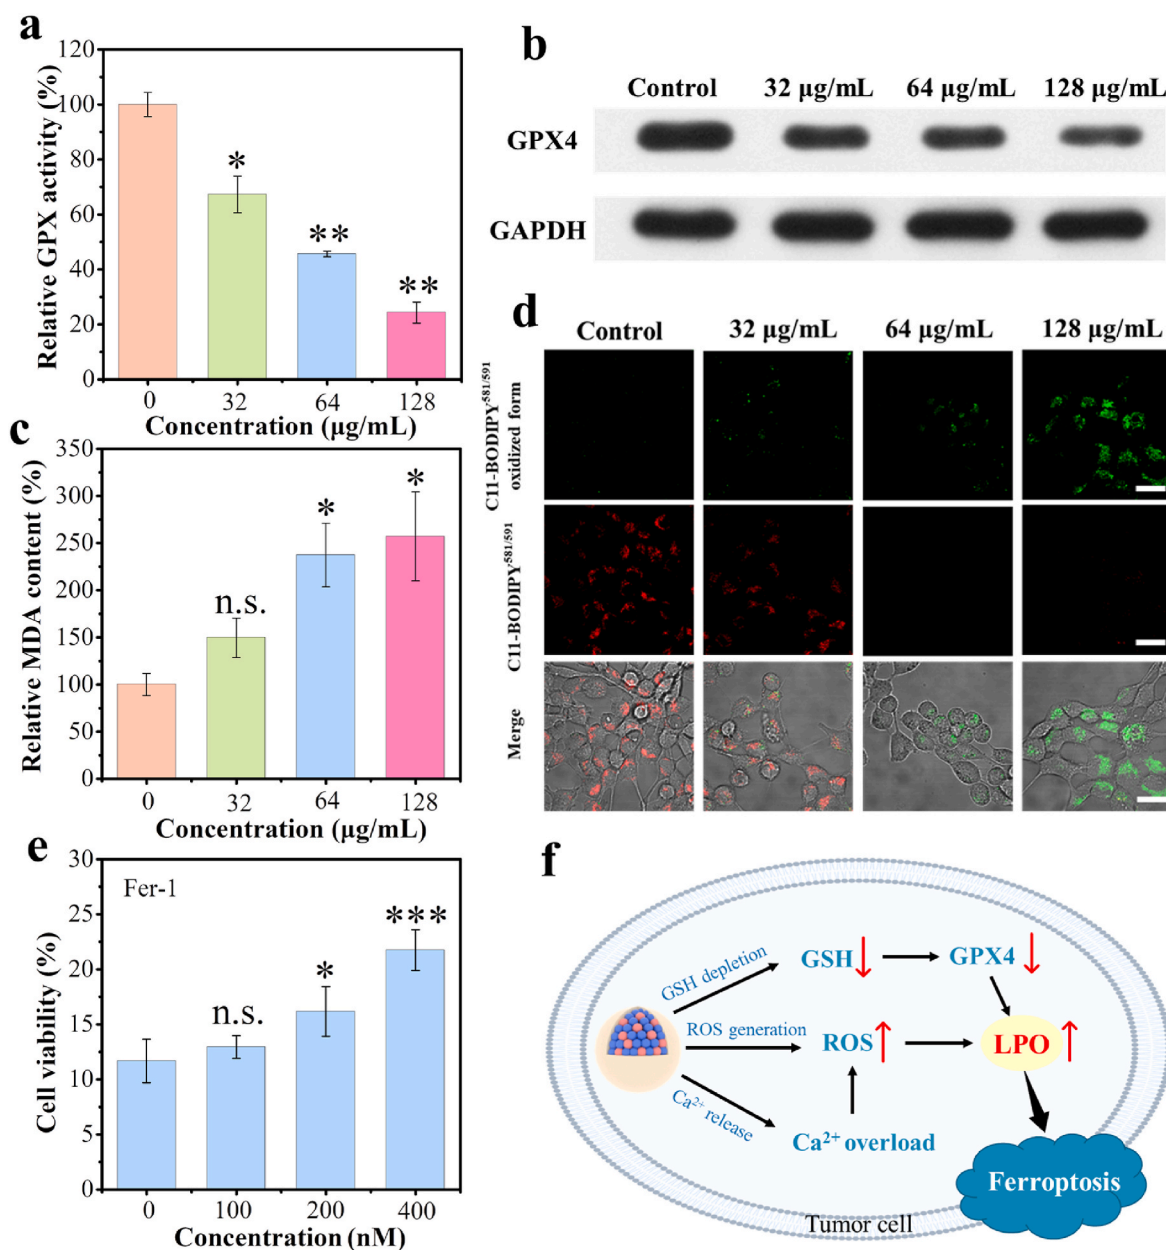 a
120
100
80
60
40
20
0
Relative GPX activity (%)
*
**
**
0 32 64 128
Concentration (μg/mL)
b
Control 32 μg/mL 64 μg/mL 128 μg/mL
GPX4
GAPDH
c
350
300
250
200
150
100
50
0
Relative MDA content (%)
n.s.
*
*
0 32 64 128
Concentration (μg/mL)
d
Control 32 μg/mL 64 μg/mL 128 μg/mL
C11-BODIPY581/591
oxidized form
C11-BODIPY581/591
Merge
e
30
25
20
15
10
5
0
Cell viability (%)
Fer-1
n.s.
*
***
0 100 200 400
Concentration (nM)
f
GSH depletion
GSH
GPX4
ROS generation
ROS
LPO
Ca2+ release
Ca2+ overload
Ferroptosis
Tumor cell